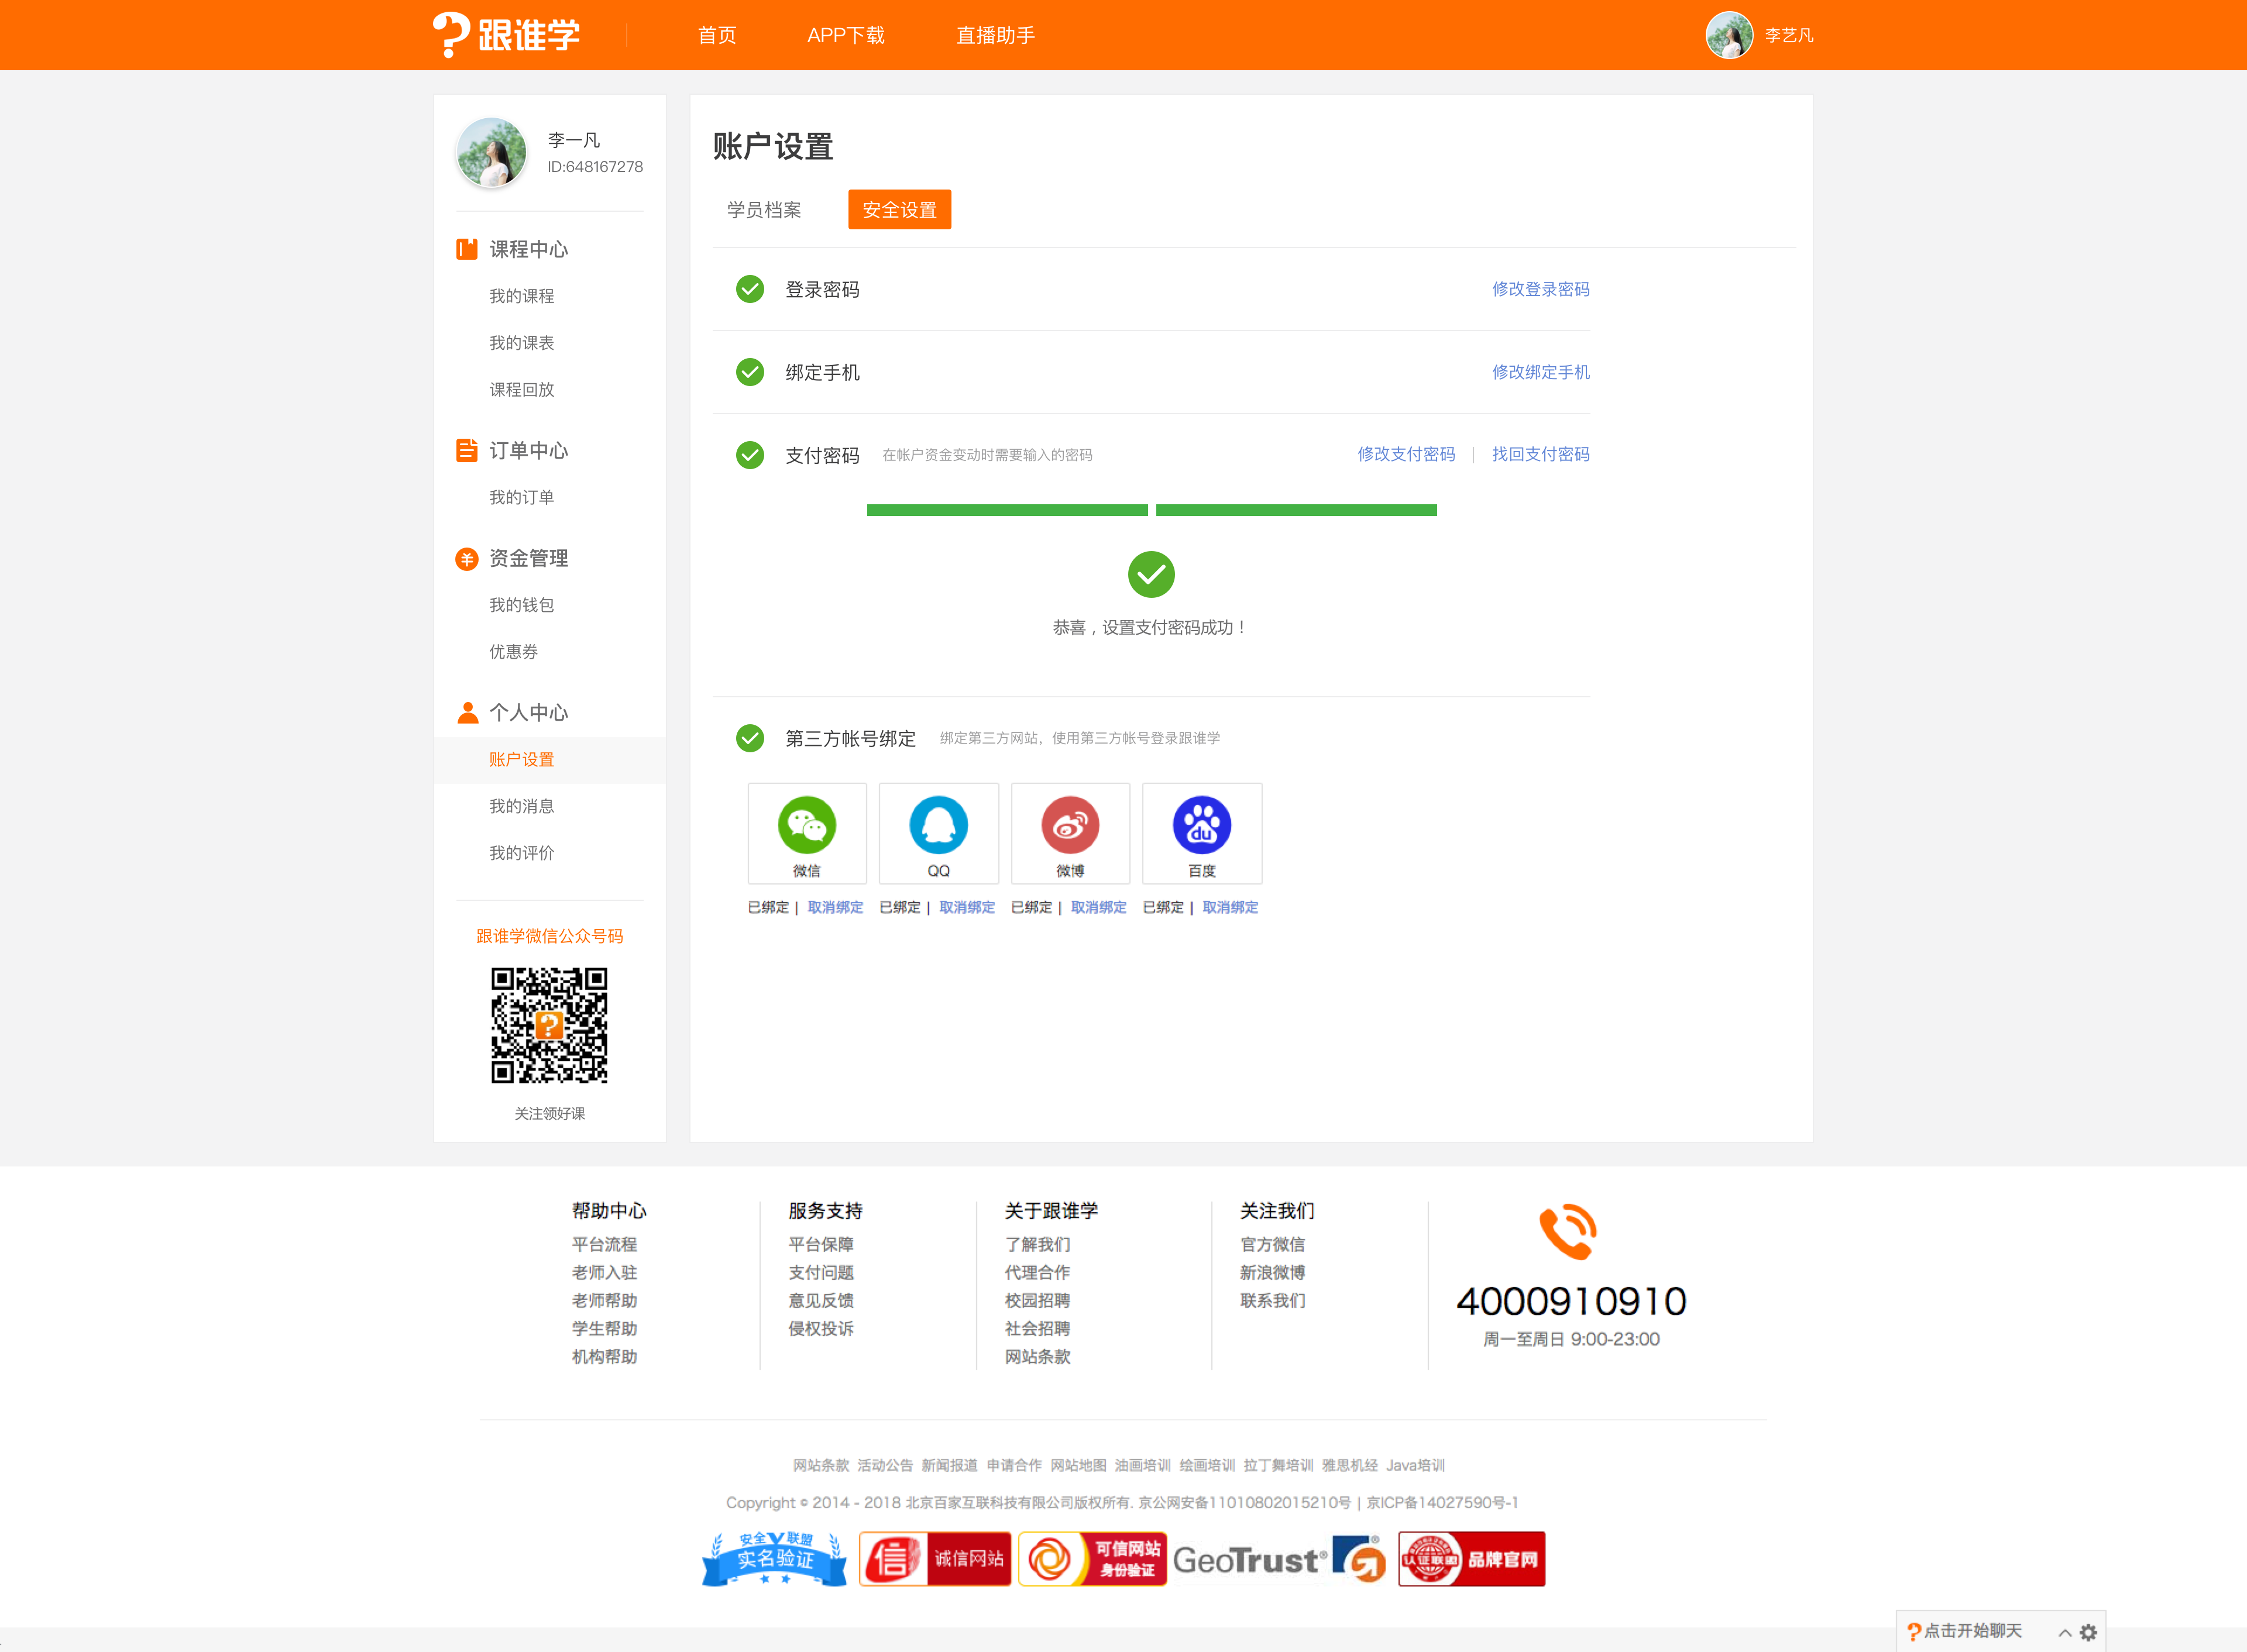 跟谁学 首页 APP下载 直播助手 李艺凡
李一凡
ID:648167278
课程中心
我的课程
我的课表
课程回放
订单中心
我的订单
资金管理
我的钱包
优惠券
个人中心
账户设置
我的消息
我的评价
跟谁学微信公众号码
关注领好课
账户设置
学员档案 安全设置
登录密码 修改登录密码
绑定手机 修改绑定手机
支付密码 在帐户资金变动时需要输入的密码 修改支付密码 | 找回支付密码
恭喜，设置支付密码成功！
第三方帐号绑定 绑定第三方网站，使用第三方帐号登录跟谁学
du
微信 QQ 微博 百度
已绑定 | 取消绑定 已绑定 | 取消绑定 已绑定 | 取消绑定 已绑定 | 取消绑定
帮助中心
平台流程
老师入驻
老师帮助
学生帮助
机构帮助
服务支持
平台保障
支付问题
意见反馈
侵权投诉
关于跟谁学
了解我们
代理合作
校园招聘
社会招聘
网站条款
关注我们
官方微信
新浪微博
联系我们
4000910910
周一至周日 9:00-23:00
网站条款 活动公告 新闻报道 申请合作 网站地图 油画培训 绘画培训 拉丁舞培训 雅思机经 Java培训
Copyright © 2014 - 2018 北京百家互联科技有限公司版权所有. 京公网安备11010802015210号 | 京ICP备14027590号-1
安全联盟
实名验证
信 诚信网站
可信网站
身份验证
GeoTrust®
认证联盟 品牌官网
点击开始聊天